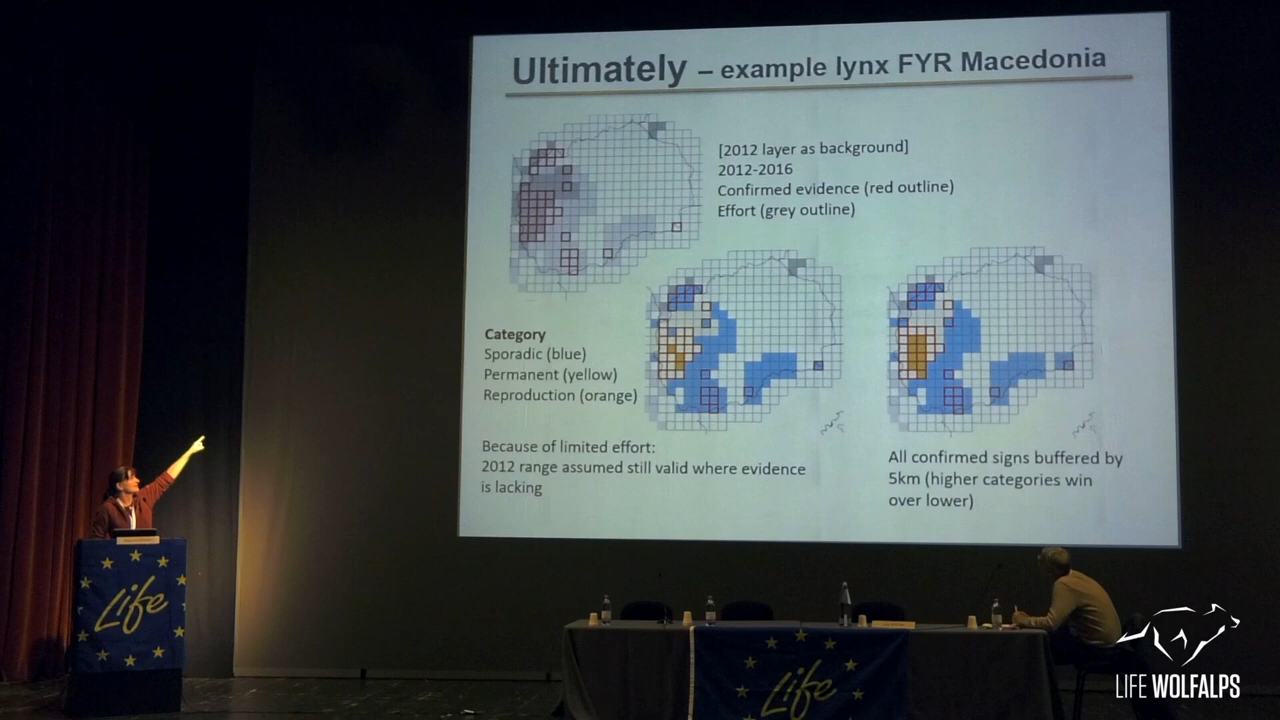 Ultimately – example lynx FYR Macedonia
[2012 layer as background]
2012-2016
Confirmed evidence (red outline)
Effort (grey outline)
Category
Sporadic (blue)
Permanent (yellow)
Reproduction (orange)
Because of limited effort:
2012 range assumed still valid where evidence
is lacking
All confirmed signs buffered by
5km (higher categories win
over lower)
Life
Life
LIFE WOLFALPS